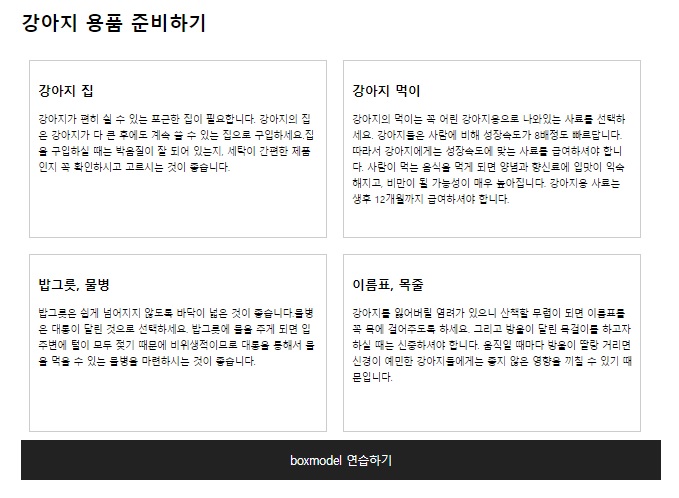 강아지 용품 준비하기
강아지 집
강아지가 편히 쉴 수 있는 포근한 집이 필요합니다. 강아지의 집
은 강아지가 다 큰 후에도 계속 쓸 수 있는 집으로 구입하세요.집
을 구입하실 때는 박음질이 잘 되어 있는지, 세탁이 간편한 제품
인지 꼭 확인하시고 고르시는 것이 좋습니다.
강아지 먹이
강아지의 먹이는 꼭 어린 강아지용으로 나와있는 사료를 선택하
세요. 강아지들은 사람에 비해 성장속도가 8배정도 빠르답니다.
따라서 강아지에게는 성장속도에 맞는 사료를 급여하셔야 합니
다. 사람이 먹는 음식을 먹게 되면 양념과 향신료에 입맛이 익숙
해지고, 비만이 될 가능성이 매우 높아집니다. 강아지용 사료는
생후 12개월까지 급여하셔야 합니다.
밥그릇, 물병
밥그릇은 쉽게 넘어지지 않도록 바닥이 넓은 것이 좋습니다.물병
은 대롱이 달린 것으로 선택하세요. 밥그릇에 물을 주게 되면 입
주변에 털이 모두 젖기 때문에 비위생적이므로 대롱을 통해서 물
을 먹을 수 있는 물병을 마련하시는 것이 좋습니다.
이름표, 목줄
강아지를 잃어버릴 염려가 있으니 산책할 무렵이 되면 이름표를
꼭 목에 걸어주도록 하세요. 그리고 방울이 달린 목걸이를 하고자
하실 때는 신중하셔야 합니다. 움직일 때마다 방울이 딸랑 거리면
신경이 예민한 강아지들에게는 좋지 않은 영향을 끼칠 수 있기 때
문입니다.
boxmodel 연습하기